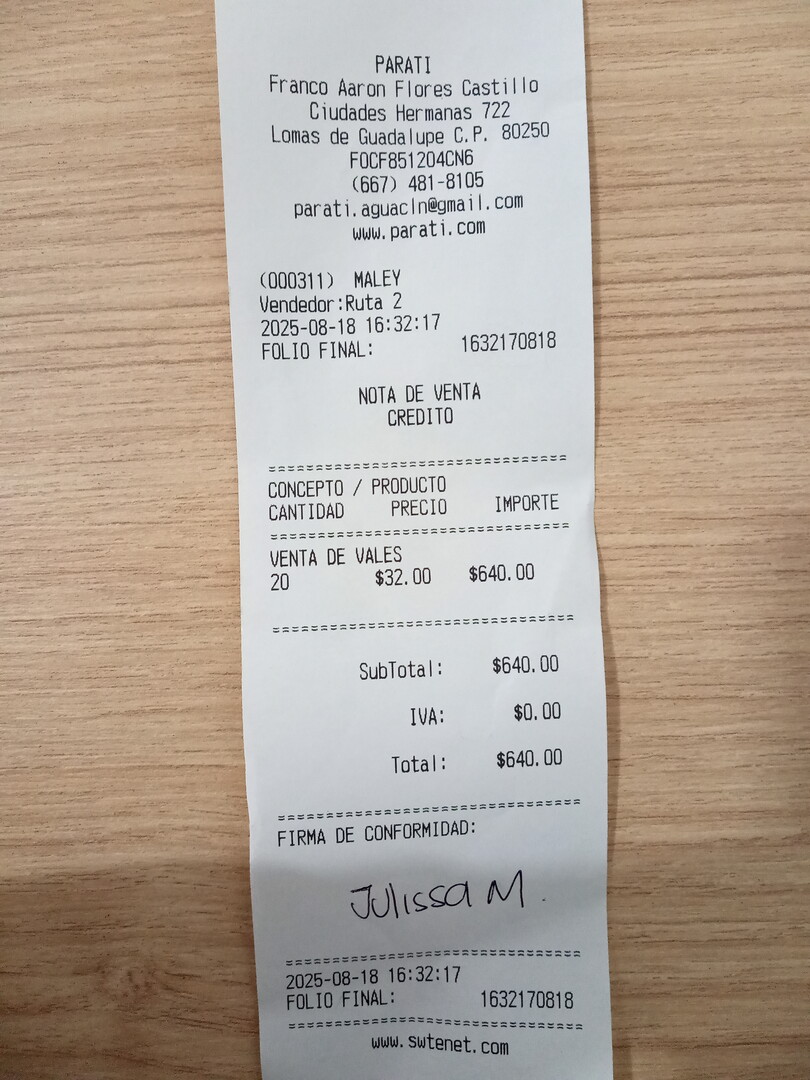 PARATI
Franco Aaron Flores Castillo
Ciudades Hermanas 722
Lomas de Guadalupe C.P. 80250
FOCF851204CN6
(667) 481-8105
parati.aguacln@gmail.com
www.parati.com
(000311) MALEY
Vendedor:Ruta 2
2025-08-18 16:32:17
FOLIO FINAL: 1632170818
NOTA DE VENTA
CREDITO
==============================
CONCEPTO / PRODUCTO
CANTIDAD PRECIO IMPORTE
==============================
VENTA DE VALES
20 $32.00 $640.00
==============================
SubTotal: $640.00
IVA: $0.00
Total: $640.00
==============================
FIRMA DE CONFORMIDAD:
Julissa M.
==============================
2025-08-18 16:32:17
FOLIO FINAL: 1632170818
==============================
www.swtenet.com